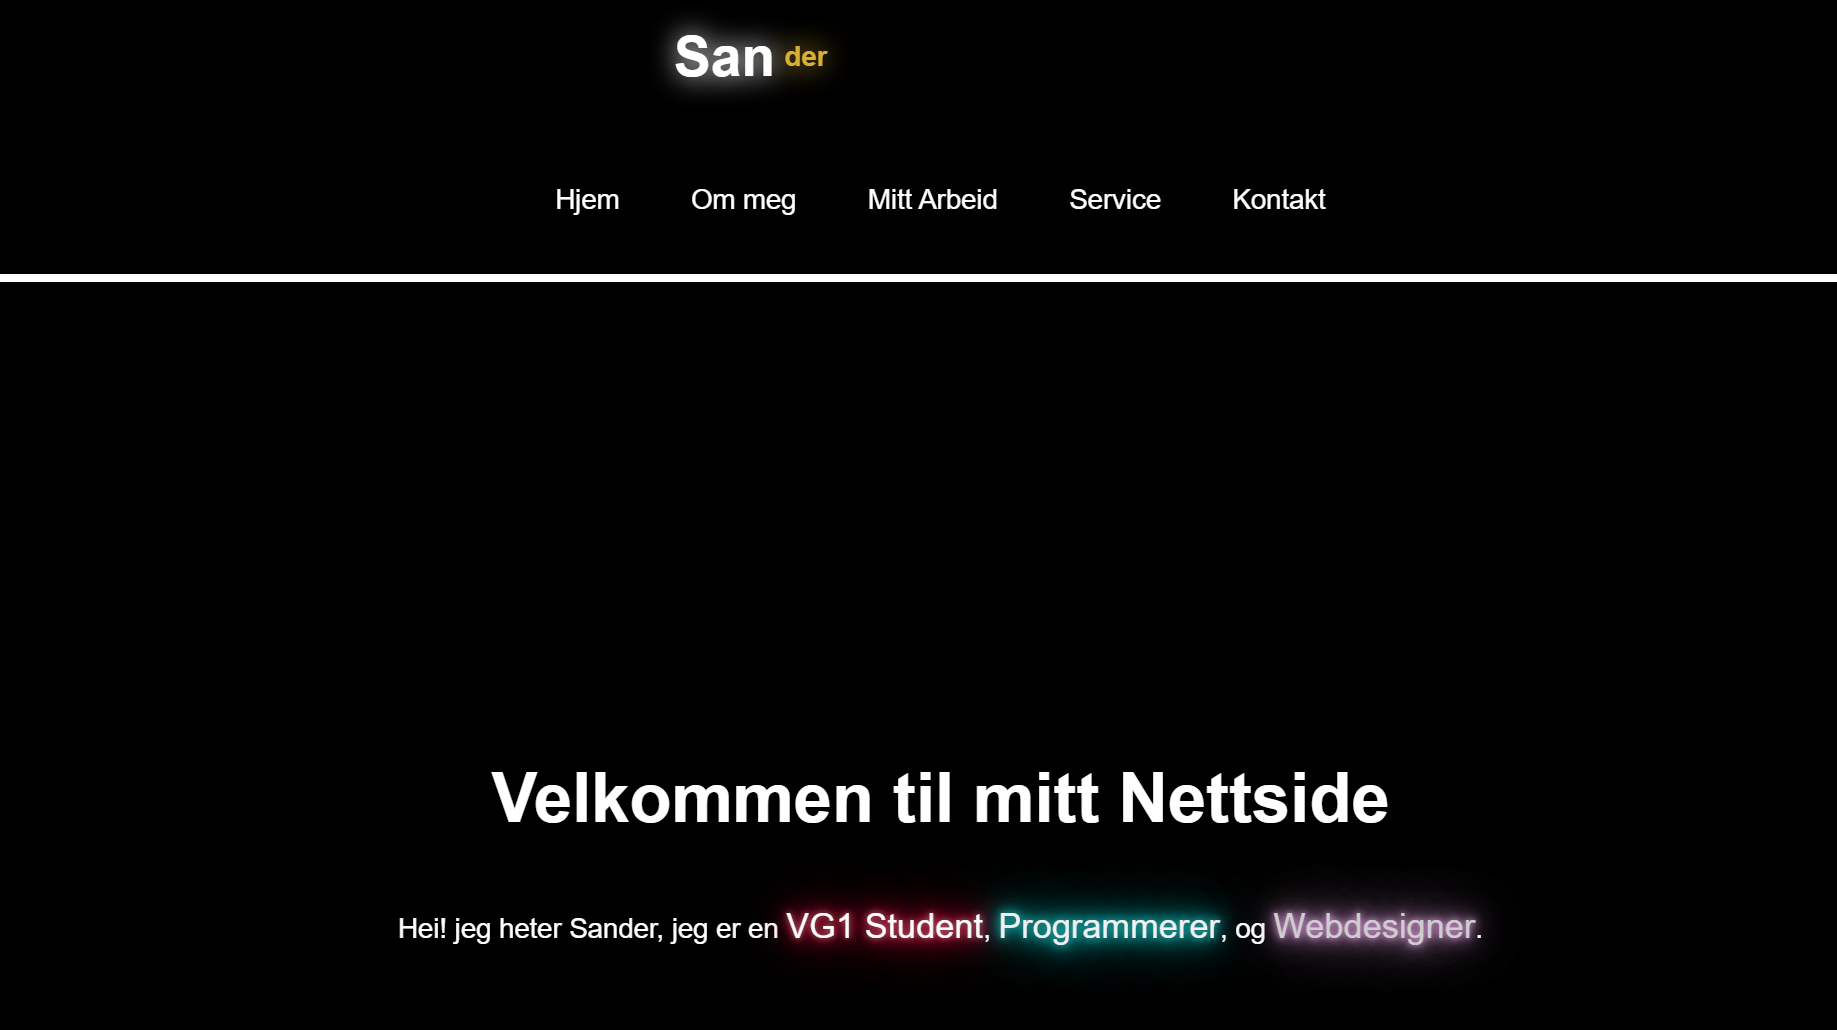 San der
Hjem Om meg Mitt Arbeid Service Kontakt
Velkommen til mitt Nettside
Hei! jeg heter Sander, jeg er en VG1 Student, Programmerer, og Webdesigner.